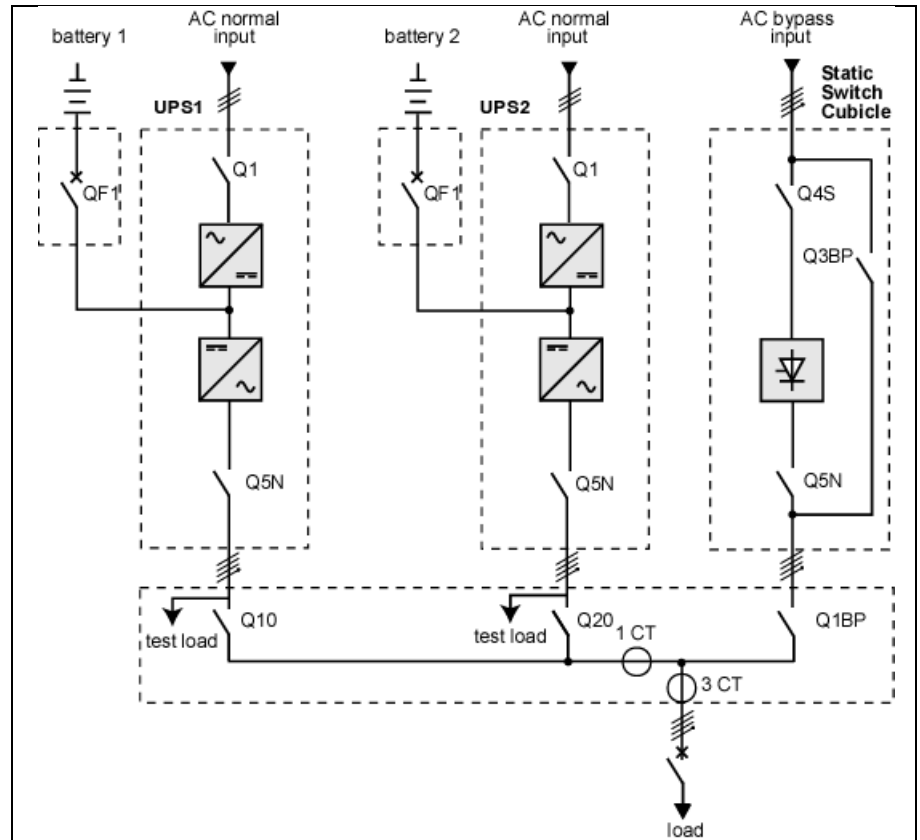 AC normal
input
AC normal
input
AC bypass
input
battery 1
battery 2
Static
Switch
Cubicle
UPS1
UPS2
Q1
Q1
QF1
QF1
Q4S
Q3BP
Q5N
Q5N
Q5N
Q10
Q20
Q1BP
test load
test load
1 CT
3 CT
load